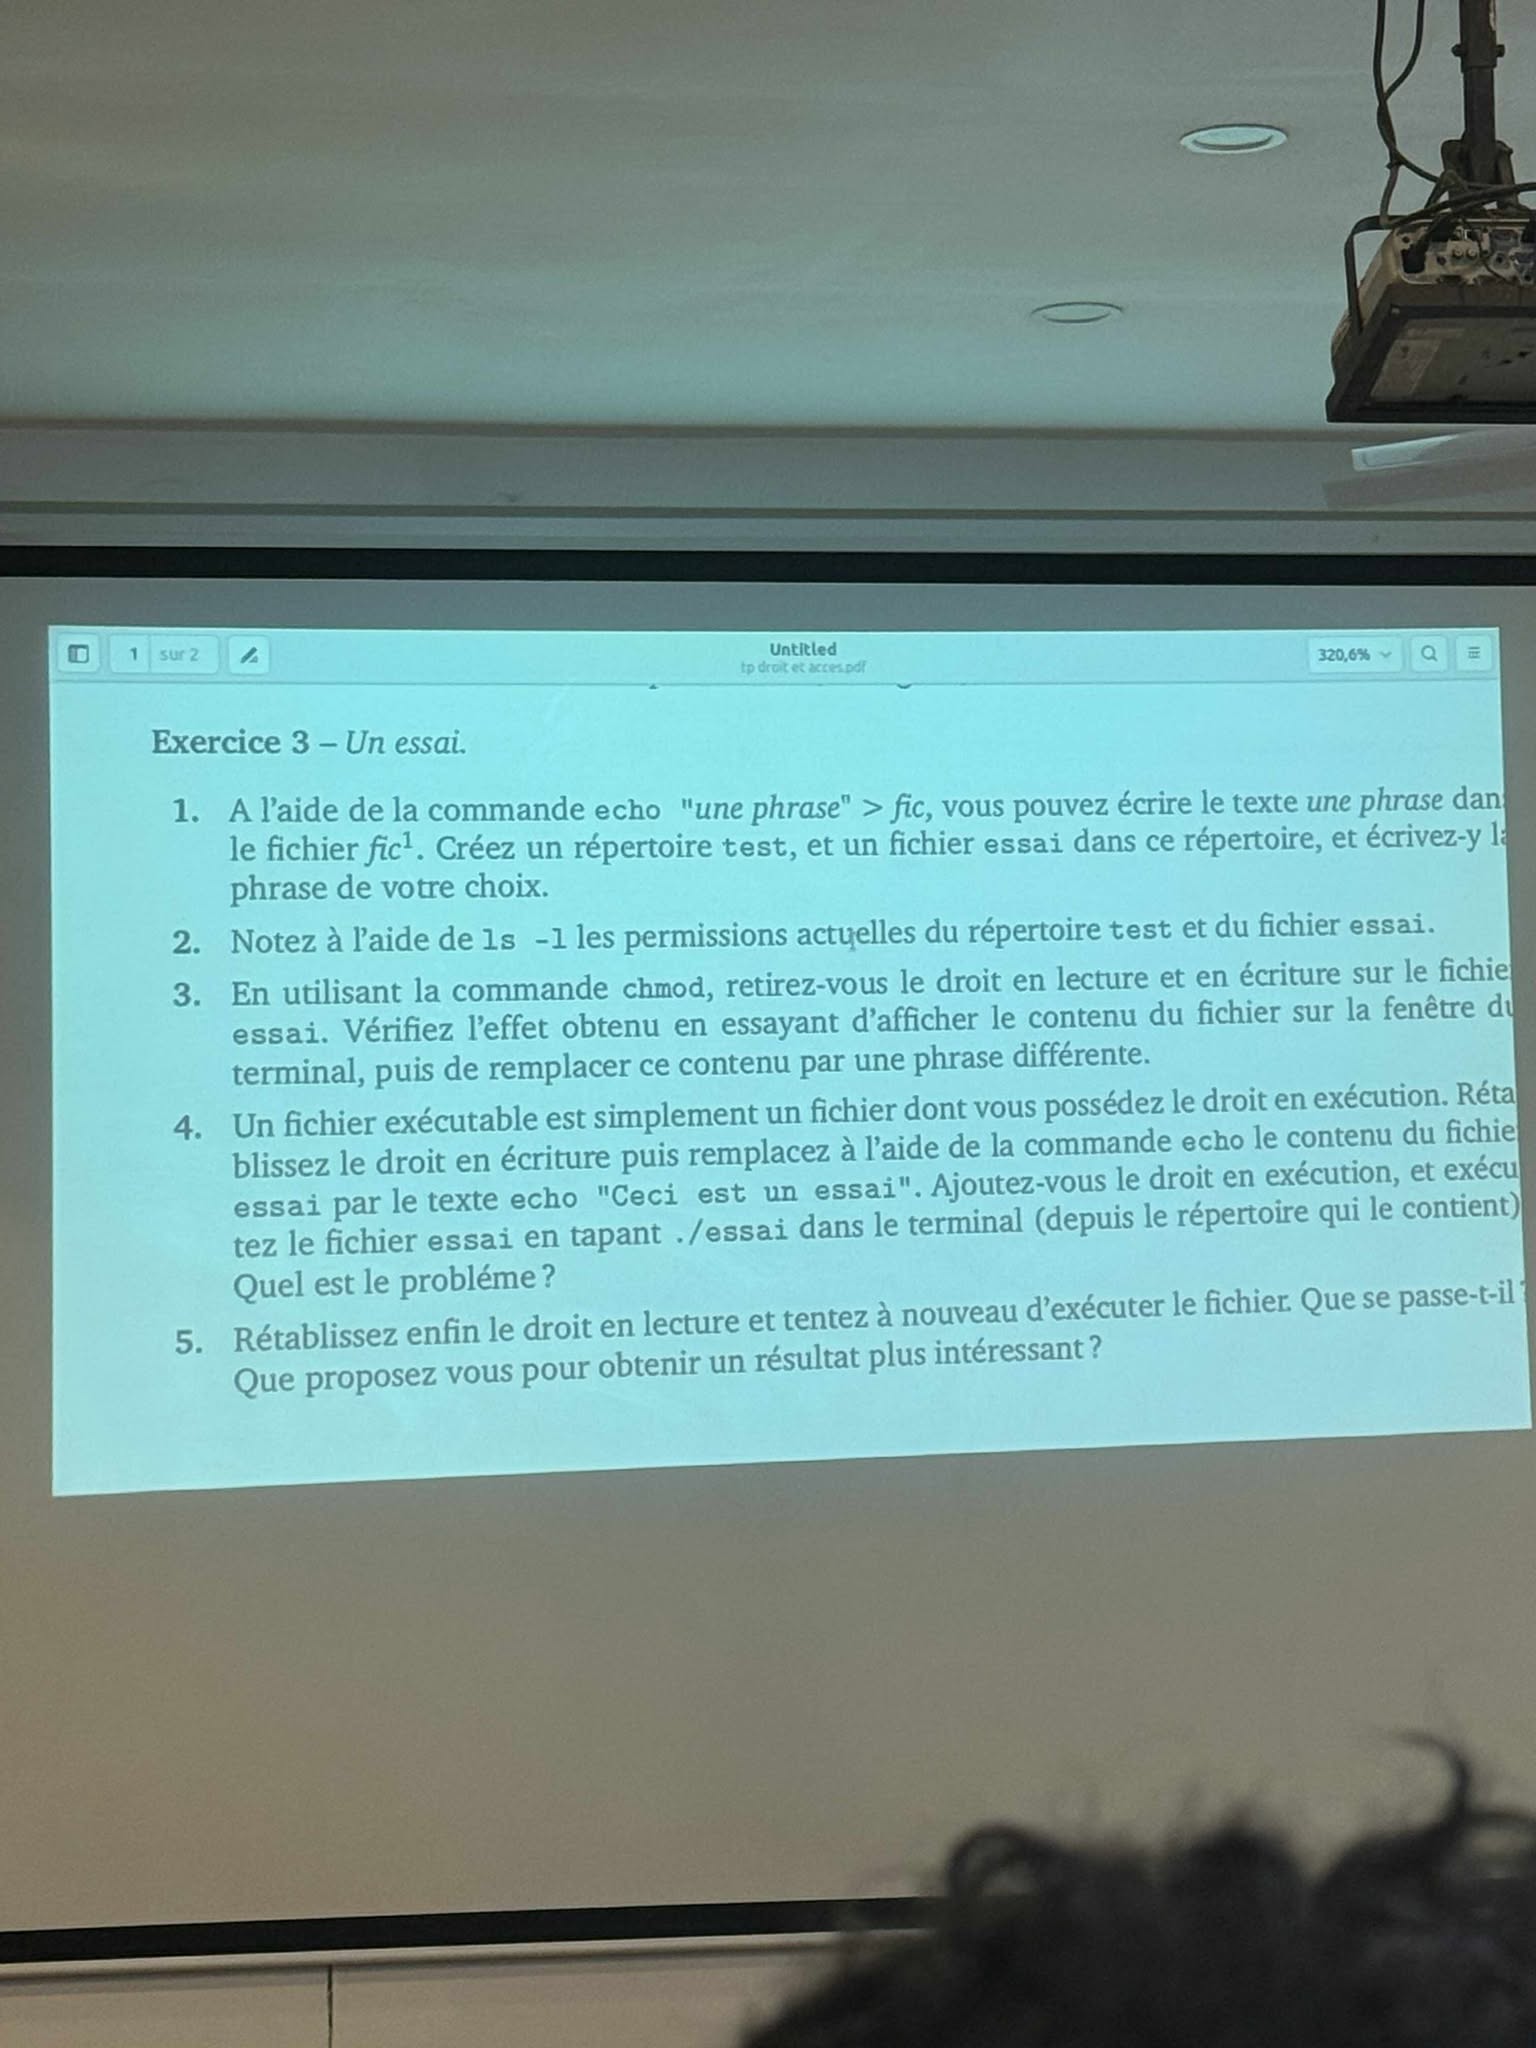 1 sur 2
Untitled
tp droit et acces.pdf
320,6%
Exercice 3 – Un essai.
1. A l'aide de la commande echo "une phrase" > fic, vous pouvez écrire le texte une phrase dan
le fichier fic¹. Créez un répertoire test, et un fichier essai dans ce répertoire, et écrivez-y la
phrase de votre choix.
2. Notez à l'aide de ls -l les permissions actuelles du répertoire test et du fichier essai.
3. En utilisant la commande chmod, retirez-vous le droit en lecture et en écriture sur le fichie
essai. Vérifiez l'effet obtenu en essayant d'afficher le contenu du fichier sur la fenêtre du
terminal, puis de remplacer ce contenu par une phrase différente.
4. Un fichier exécutable est simplement un fichier dont vous possédez le droit en exécution. Réta
blissez le droit en écriture puis remplacez à l'aide de la commande echo le contenu du fichie
essai par le texte echo "Ceci est un essai". Ajoutez-vous le droit en exécution, et exécu
tez le fichier essai en tapant ./essai dans le terminal (depuis le répertoire qui le contient)
Quel est le probléme ?
5. Rétablissez enfin le droit en lecture et tentez à nouveau d'exécuter le fichier. Que se passe-t-il ?
Que proposez vous pour obtenir un résultat plus intéressant ?